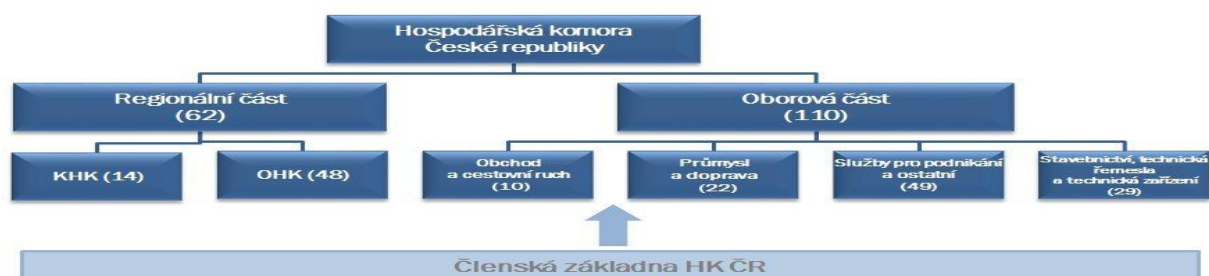 Hospodářská komora
České republiky
Regionální část
(62)
Oborová část
(110)
KHK (14)
OHK (48)
Obchod
a cestovní ruch
(10)
Průmysl
a doprava
(22)
Služby pro podnikání
a ostatní
(49)
Stavebnictví, technická
řemesla
a technická zařízení
(29)
Členská základna HK ČR